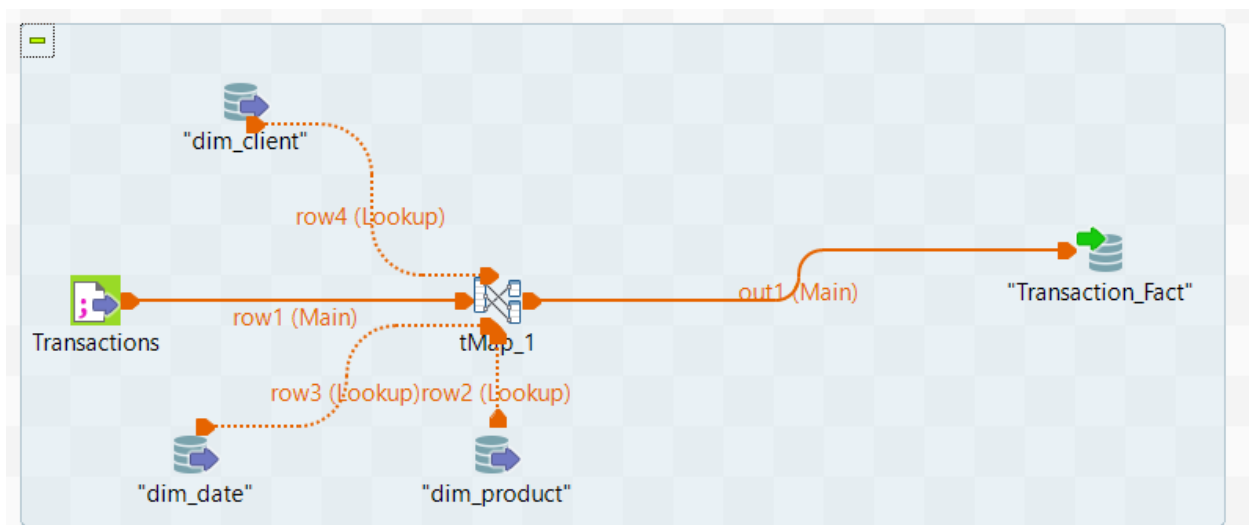 "dim_client"
row4 (Lookup)
Transactions
row1 (Main)
tMap_1
out1 (Main)
"Transaction_Fact"
row3 (Lookup)
row2 (Lookup)
"dim_date"
"dim_product"